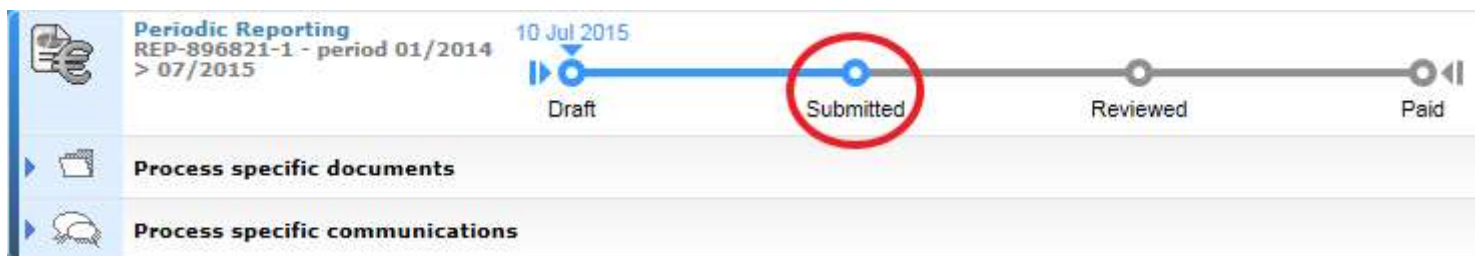 Periodic Reporting
REP-896821-1 - period 01/2014
> 07/2015
10 Jul 2015
Draft
Submitted
Reviewed
Paid
Process specific documents
Process specific communications